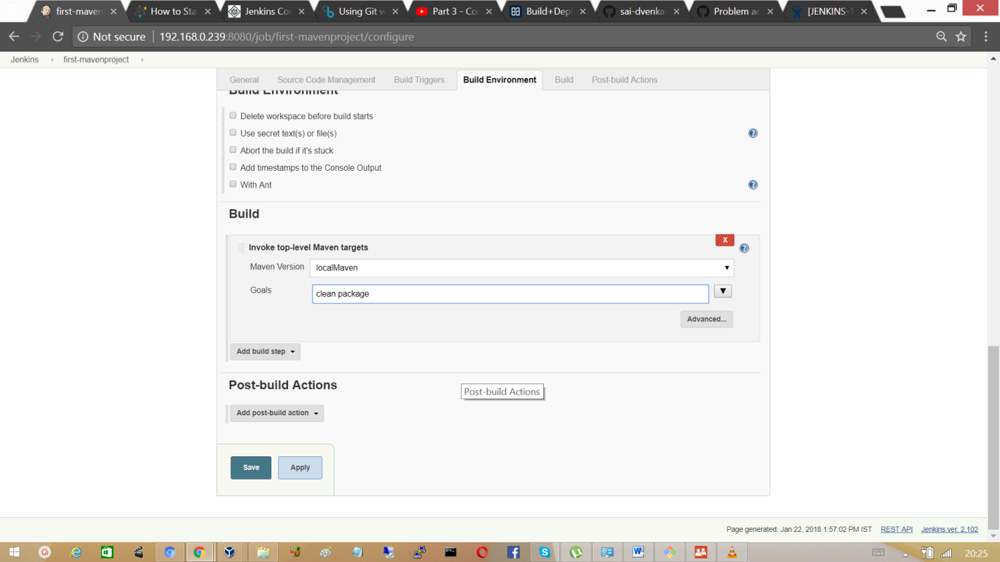 first-maven
How to Sta
Jenkins Co
Using Git w
Part 3 - Co
Build+Dep
sai-dvenka
Problem ac
[JENKINS-1
Not secure 192.168.0.239:8080/job/first-mavenproject/configure
Jenkins first-mavenproject
General Source Code Management Build Triggers Build Environment Build Post-build Actions
Build Environment
Delete workspace before build starts
Use secret text(s) or file(s)
Abort the build if it's stuck
Add timestamps to the Console Output
With Ant
Build
X
Invoke top-level Maven targets
Maven Version localMaven
Goals clean package
Advanced...
Add build step
Post-build Actions
Post-build Actions
Add post-build action
Save Apply
Page generated: Jan 22, 2018 1:57:02 PM IST REST API Jenkins ver. 2.102
20:25